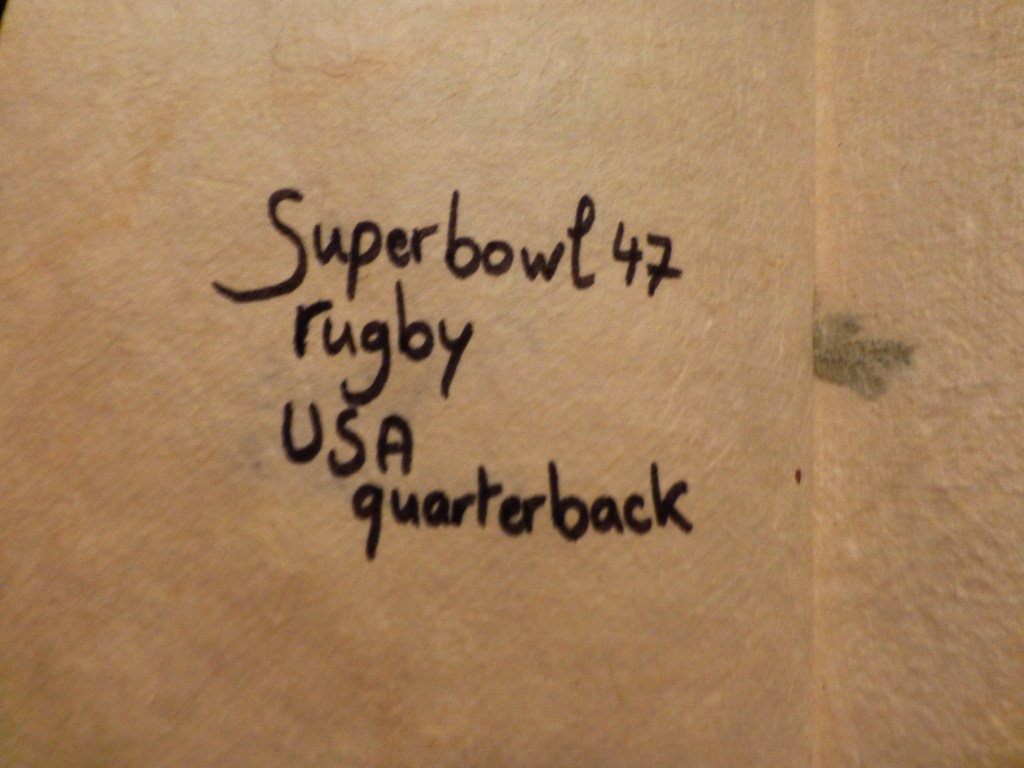 Superbowl 47
rugby
USA
quarterback